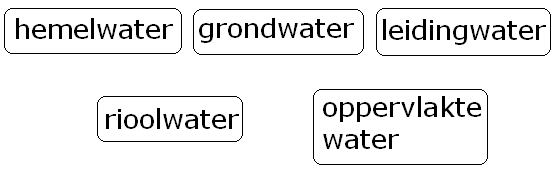 hemelwater
grondwater
leidingwater
rioolwater
oppervlakte
water